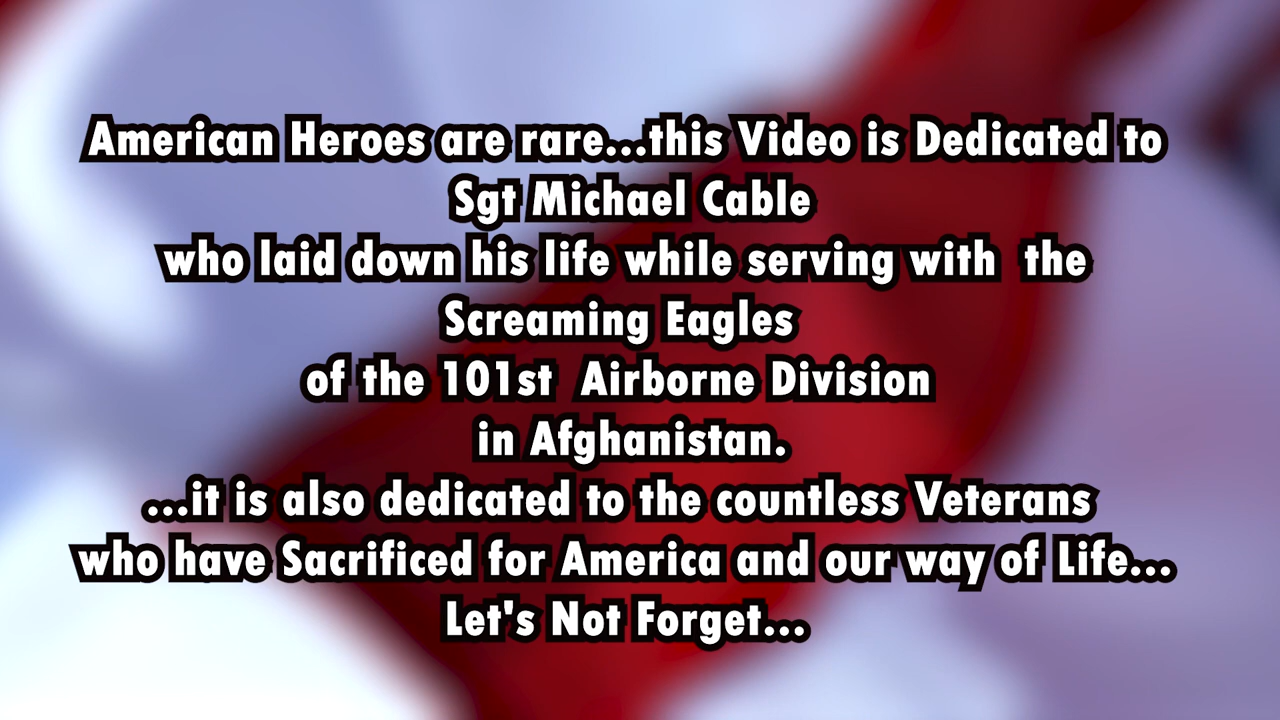 American Heroes are rare...this Video is Dedicated to
Sgt Michael Cable
who laid down his life while serving with  the
Screaming Eagles
of the 101st  Airborne Division
in Afghanistan.
...it is also dedicated to the countless Veterans
who have Sacrificed for America and our way of Life...
Let's Not Forget...